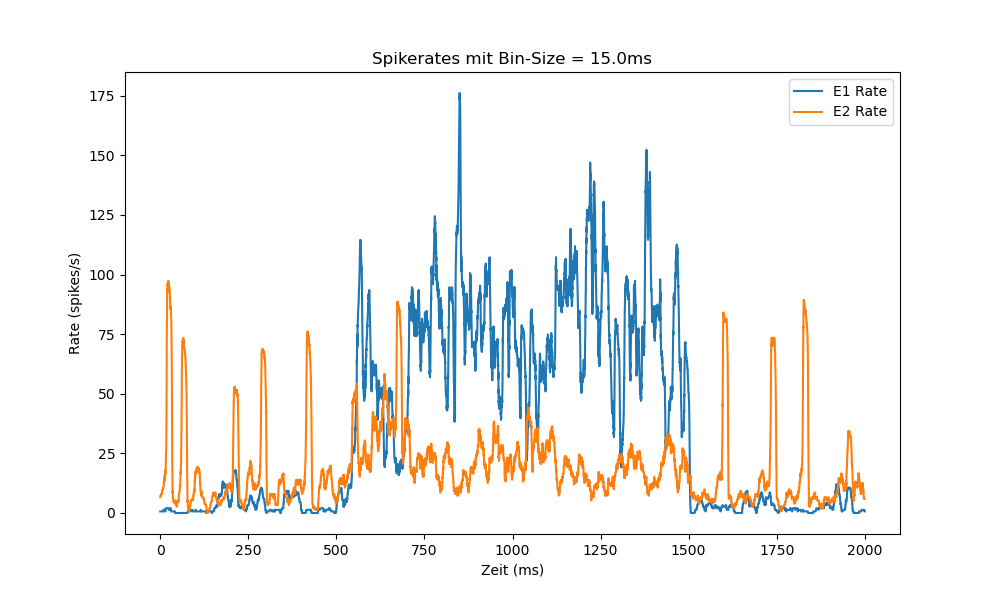 Spikerates mit Bin-Size = 15.0ms
E1 Rate
E2 Rate
175
150
125
100
75
50
25
0
Rate (spikes/s)
0 250 500 750 1000 1250 1500 1750 2000
Zeit (ms)